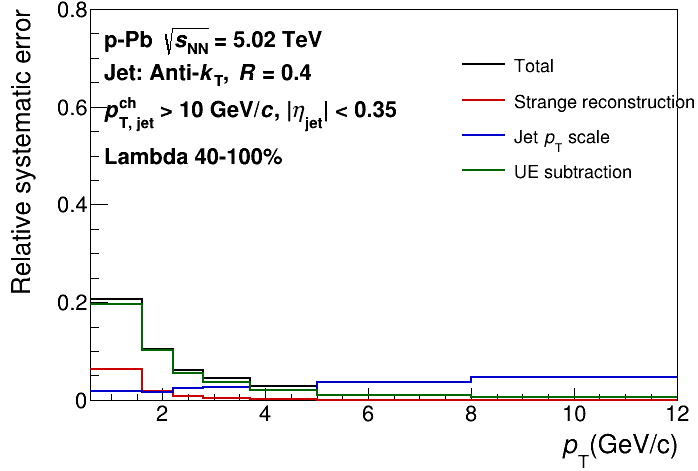 Relative systematic error
0.8
0.6
0.4
0.2
0
p-Pb √sNN = 5.02 TeV
Jet: Anti-kT, R = 0.4
p^ch_T, jet > 10 GeV/c, |ηjet| < 0.35
Lambda 40-100%
Total
Strange reconstruction
Jet pT scale
UE subtraction
2 4 6 8 10 12
pT(GeV/c)